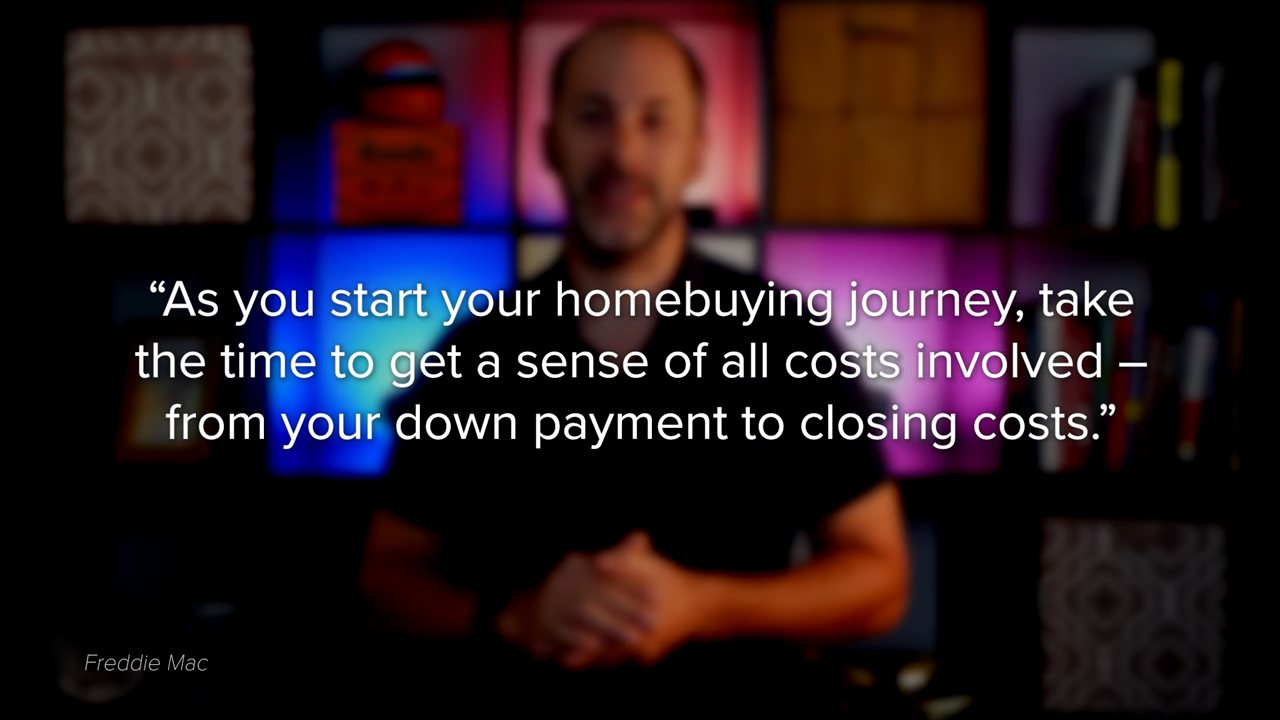 “As you start your homebuying journey, take
the time to get a sense of all costs involved –
from your down payment to closing costs.”
Freddie Mac